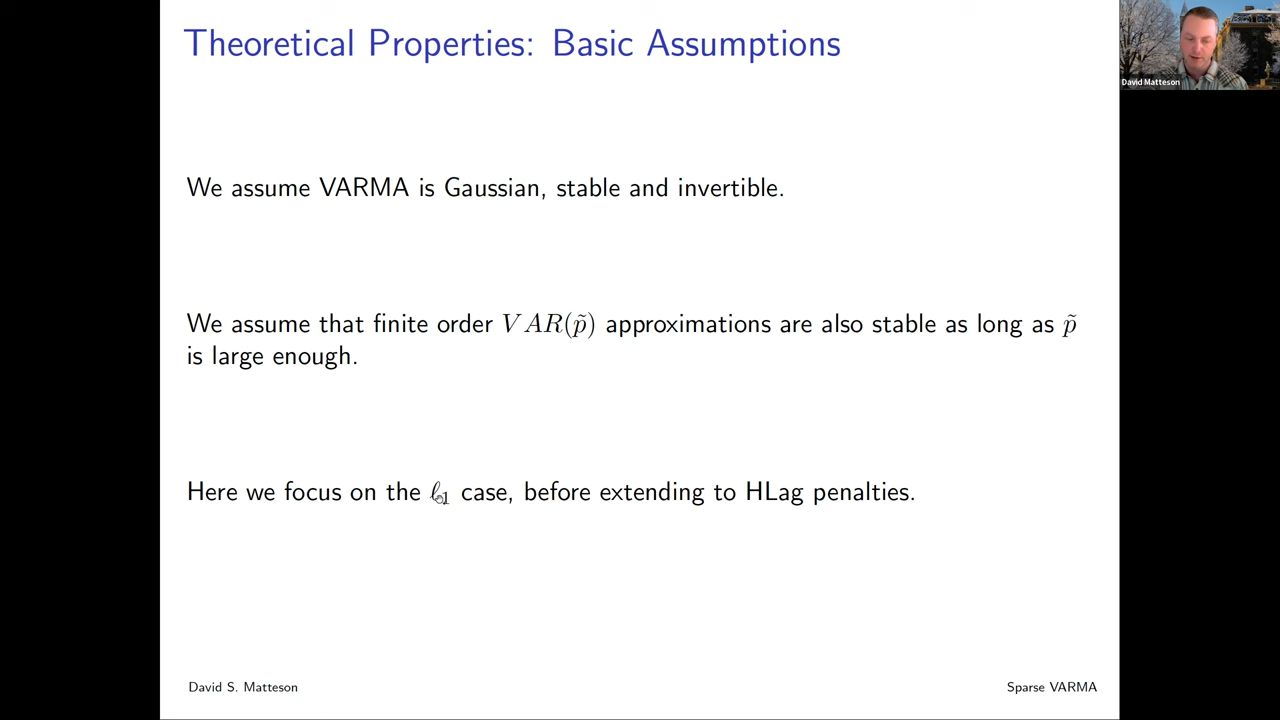 Theoretical Properties: Basic Assumptions
David Matteson
We assume VARMA is Gaussian, stable and invertible.
We assume that finite order VAR(p̃) approximations are also stable as long as p̃
is large enough.
Here we focus on the ℓ₁ case, before extending to HLag penalties.
David S. Matteson
Sparse VARMA